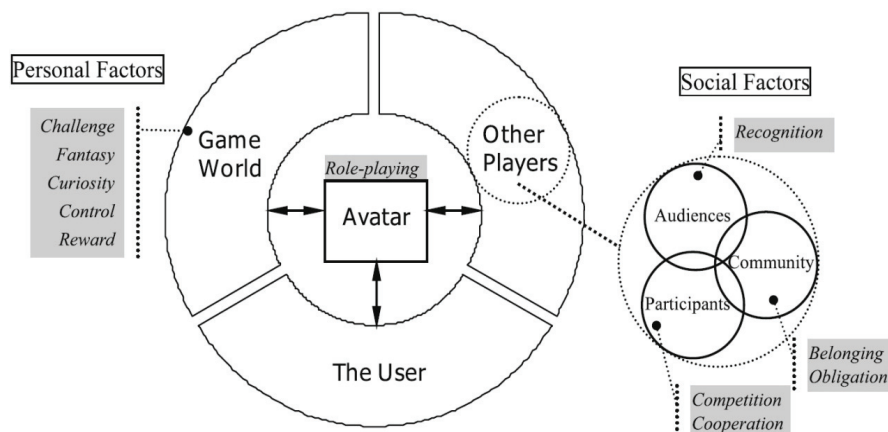 Personal Factors
Challenge
Fantasy
Curiosity
Control
Reward
Game
World
Role-playing
Avatar
Other
Players
The User
Social Factors
Recognition
Audiences
Community
Participants
Belonging
Obligation
Competition
Cooperation